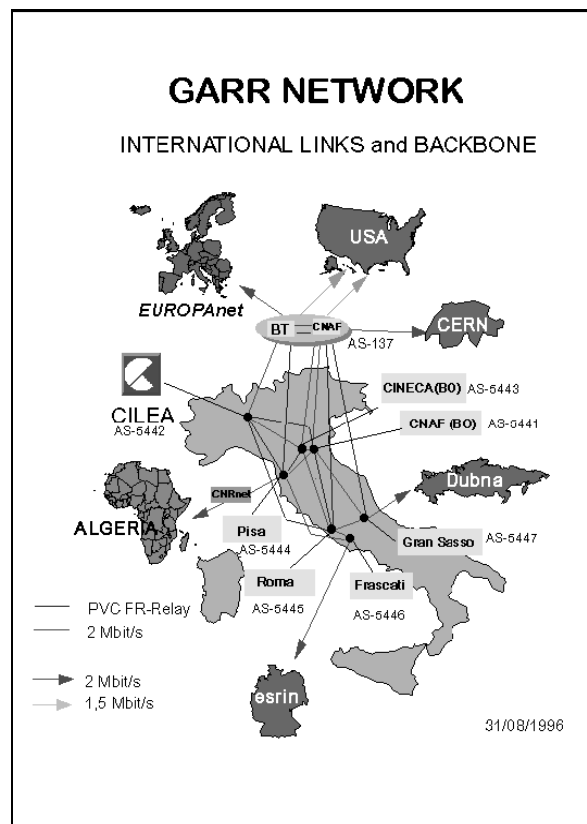 GARR NETWORK
INTERNATIONAL LINKS and BACKBONE
USA
EUROPAnet
BT
CNAF
CERN
AS-137
CINECA(BO)
AS-5443
CILEA
AS-5442
CNAF (BO)
AS-5441
CNRnet
Dubna
ALGERIA
Pisa
AS-5444
Gran Sasso
AS-5447
Roma
AS-5445
Frascati
AS-5446
PVC FR-Relay
2 Mbit/s
2 Mbit/s
1,5 Mbit/s
esrin
31/08/1996